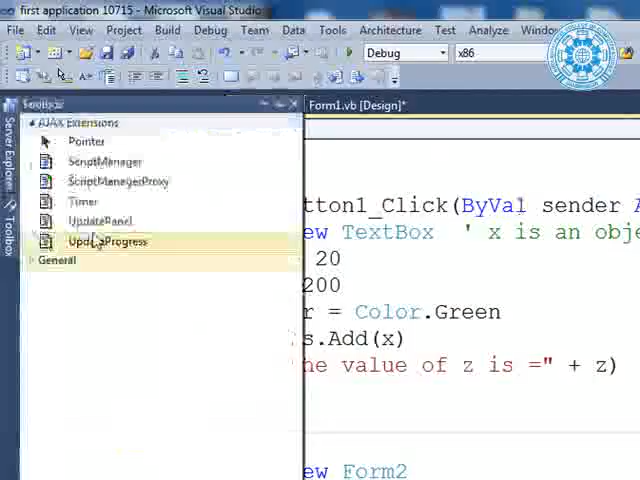 first application 10715 - Microsoft Visual Studio
File Edit View Project Build Debug Team Data Tools Architecture Test Analyze Window
Debug x86
Toolbox
Form1.vb [Design]*
Server Explorer
Toolbox
AJAX Extensions
Pointer
ScriptManager
ScriptManagerProxy
Timer
UpdatePanel
UpdateProgress
General
tton1_Click(ByVal sender A
ew TextBox ' x is an obje
20
200
r = Color.Green
s.Add(x)
he value of z is =" + z)
ew Form2